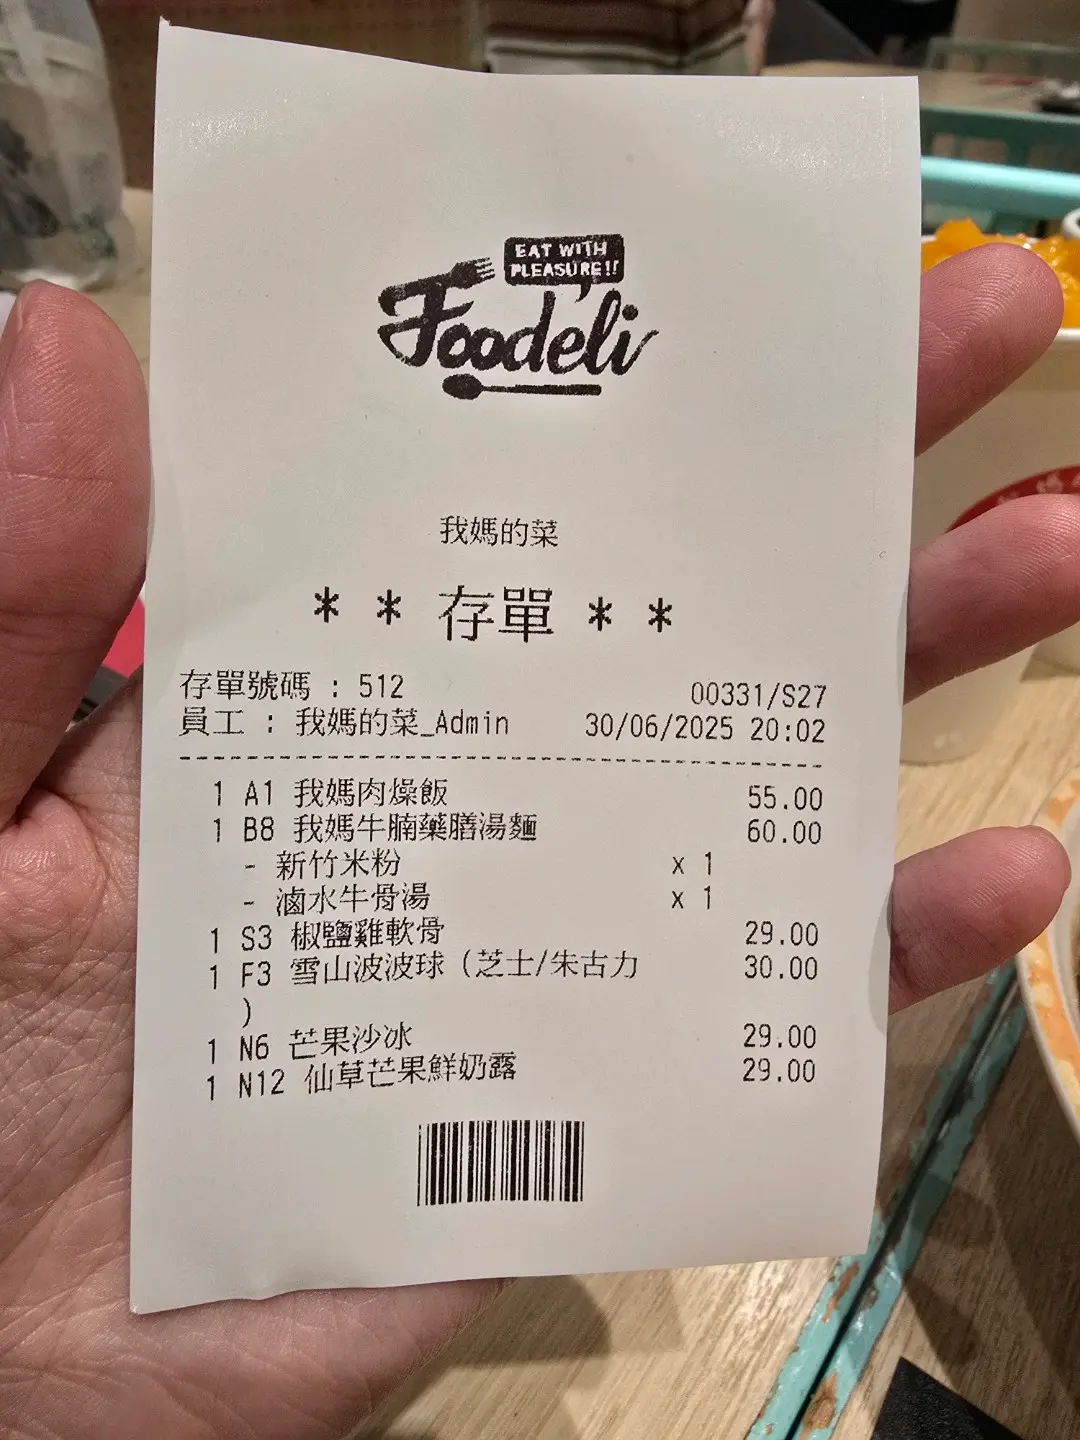 EAT WITH
PLEASURE!!
Foodeli
我媽的菜
** 存單 **
存單號碼 : 512 00331/S27
員工 : 我媽的菜_Admin 30/06/2025 20:02
1 A1 我媽肉燥飯 55.00
1 B8 我媽牛腩藥膳湯麵 60.00
- 新竹米粉 x 1
- 滷水牛骨湯 x 1
1 S3 椒鹽雞軟骨 29.00
1 F3 雪山波波球 (芝士/朱古力 30.00
)
1 N6 芒果沙冰 29.00
1 N12 仙草芒果鮮奶露 29.00